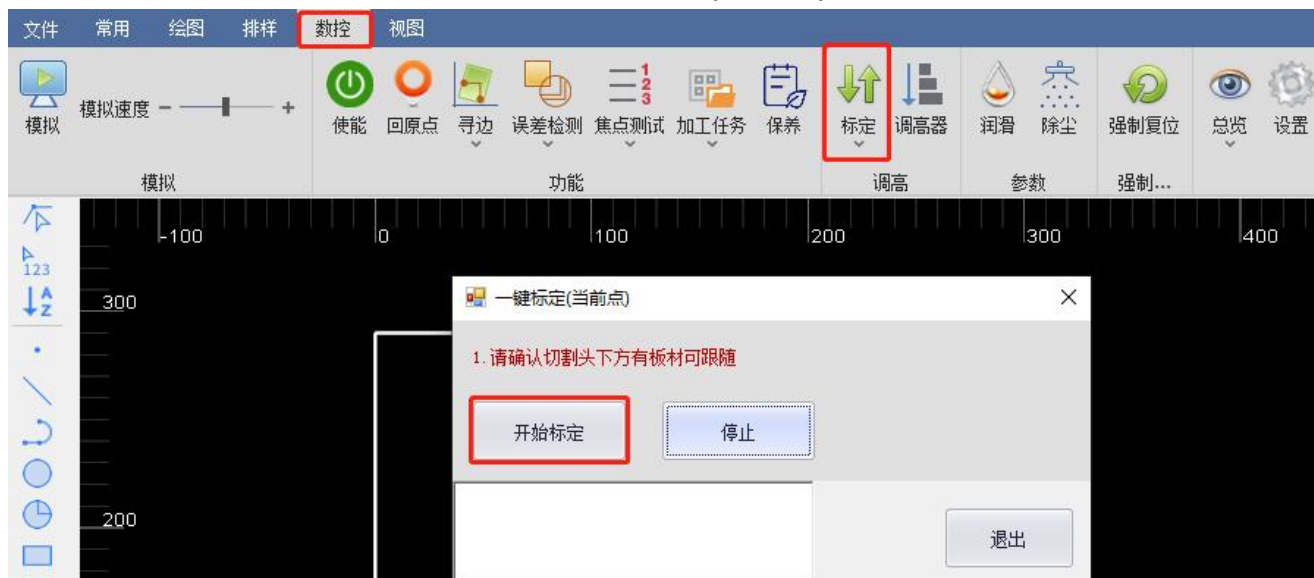 文件 常用 绘图 排样 数控 视图
模拟 模拟速度 - + 使能 回原点 寻边 误差检测 焦点测试 加工任务 保养 标定 调高器 润滑 除尘 强制复位 总览 设置
模拟 功能 调高 参数 强制...
-100 0 100 200 300 400
123
A
Z
300
一键标定(当前点)
1.请确认切割头下方有板材可跟随
开始标定 停止
200
退出